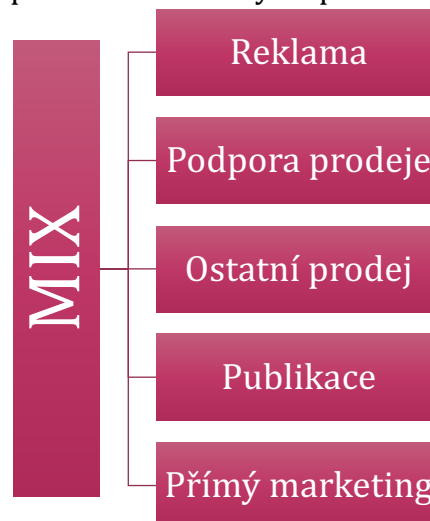 Reklama
Podpora prodeje
MIX
Ostatní prodej
Publikace
Přímý marketing